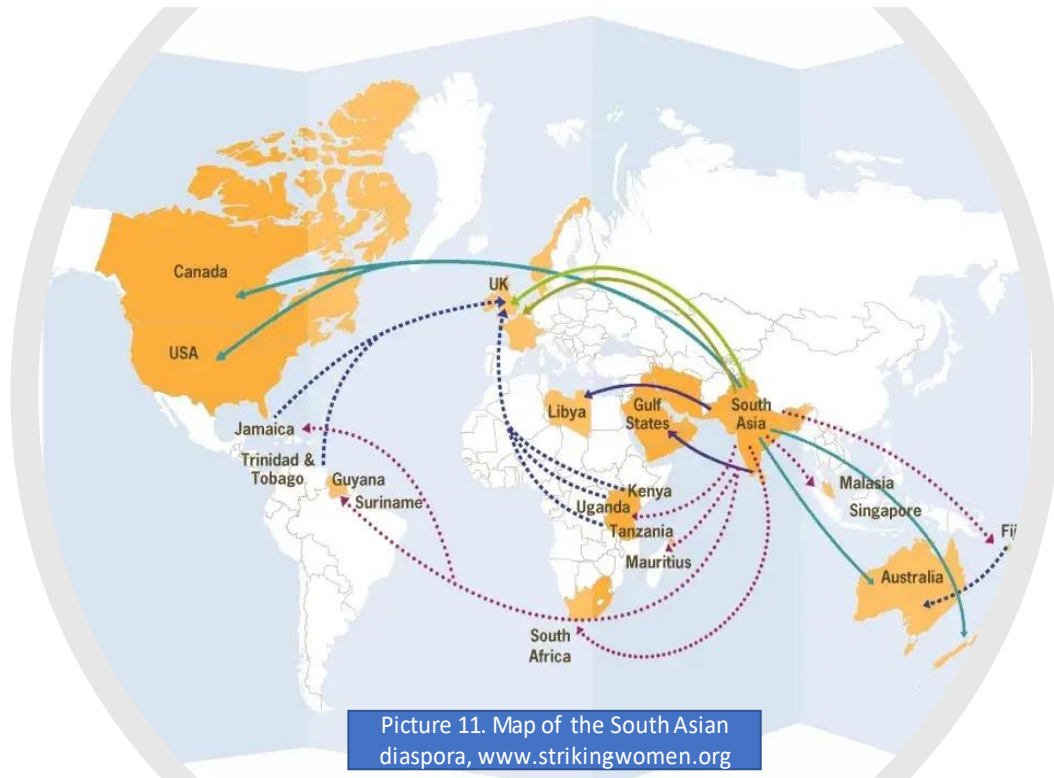 Canada
UK
USA
Jamaica
Trinidad &
Tobago
Guyana
Suriname
Libya
Gulf
States
South
Asia
Kenya
Uganda
Tanzania
Mauritius
Malasia
Singapore
Fij
Australia
South
Africa
Picture 11. Map of the South Asian
diaspora, www.strikingwomen.org